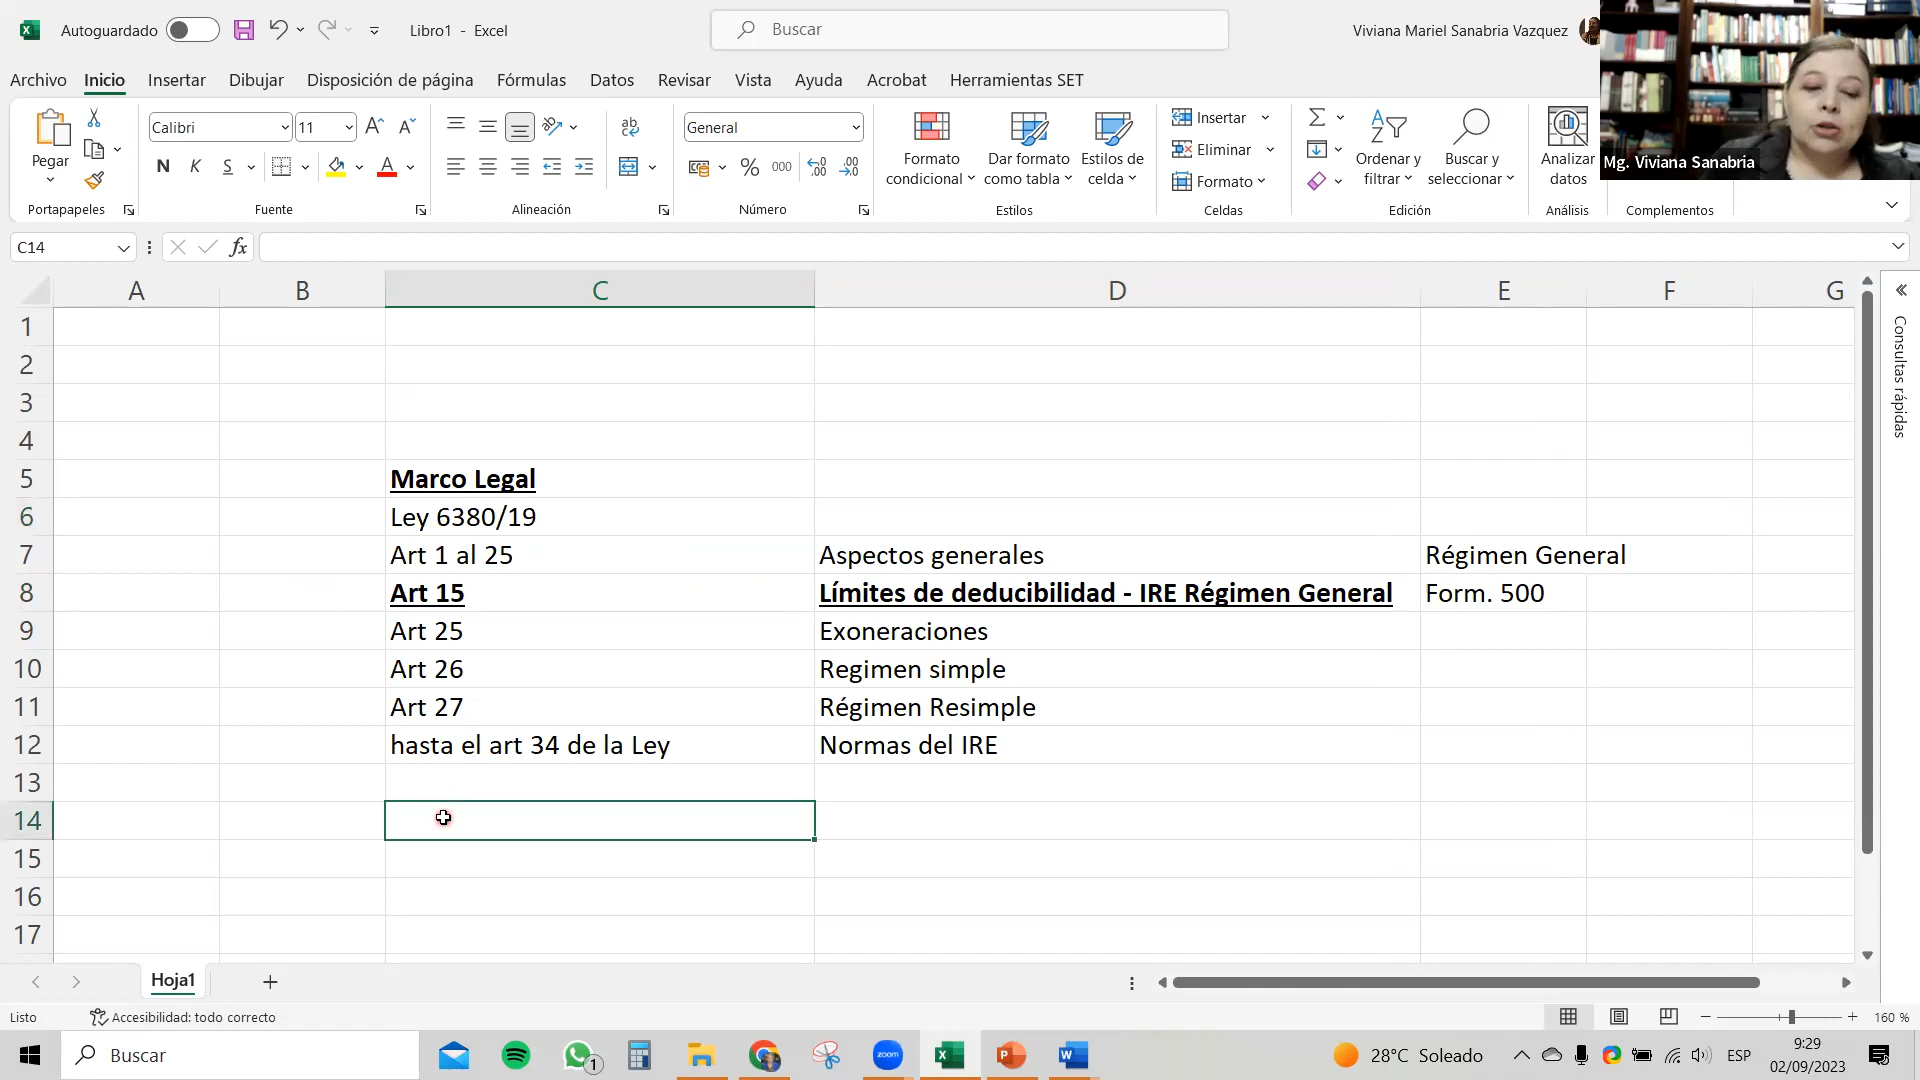 Autoguardado
Libro1 - Excel
Buscar
Viviana Mariel Sanabria Vazquez
Archivo Inicio Insertar Dibujar Disposición de página Fórmulas Datos Revisar Vista Ayuda Acrobat Herramientas SET
Pegar
Portapapeles
Calibri 11
N K S
Fuente
Alineación
General
% 000
Número
Formato condicional
Dar formato como tabla
Estilos de celda
Estilos
Insertar
Eliminar
Formato
Celdas
Ordenar y filtrar
Buscar y seleccionar
Edición
Analizar datos
Análisis
Complementos
Mg. Viviana Sanabria
C14
fx
A B C D E F G
1
2
3
4
5 Marco Legal
6 Ley 6380/19
7 Art 1 al 25 Aspectos generales Régimen General
8 Art 15 Límites de deducibilidad - IRE Régimen General Form. 500
9 Art 25 Exoneraciones
10 Art 26 Regimen simple
11 Art 27 Régimen Resimple
12 hasta el art 34 de la Ley Normas del IRE
13
14
15
16
17
Consultas rápidas
Hoja1
Listo
Accesibilidad: todo correcto
160 %
Buscar
1
zoom
28°C Soleado
ESP
9:29
02/09/2023